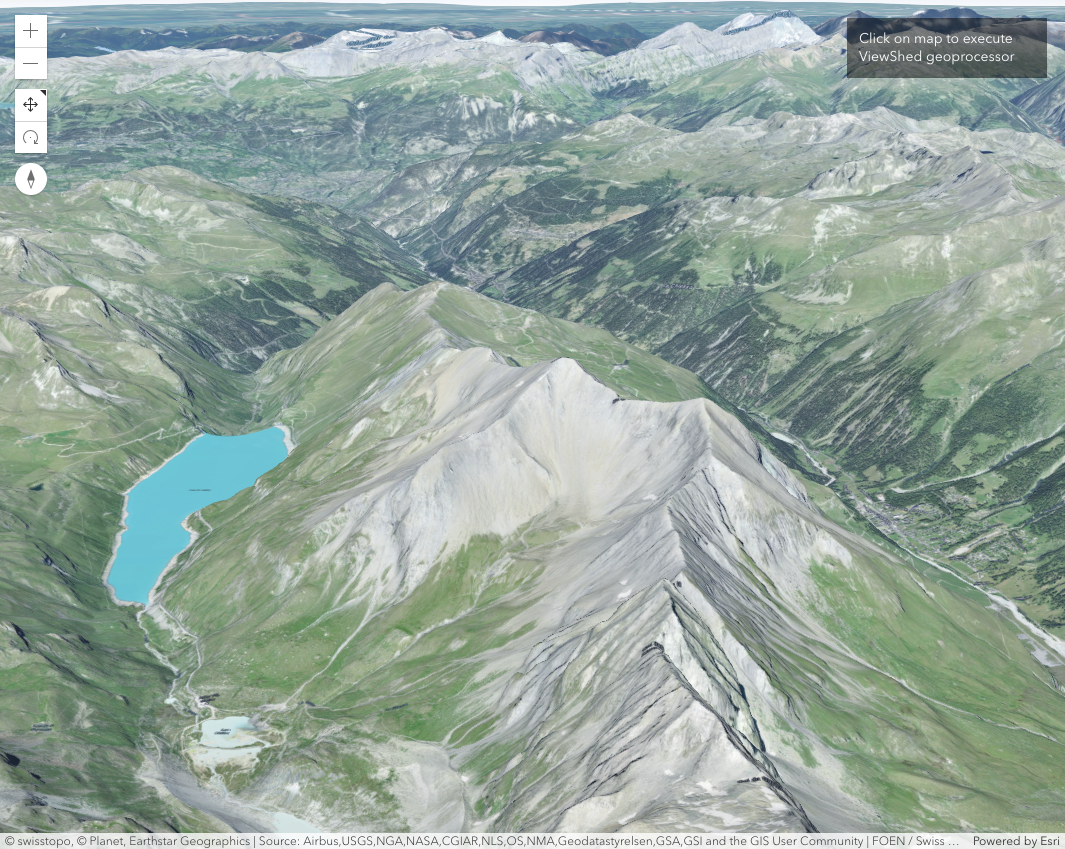 Click on map to execute
ViewShed geoprocessor
© swisstopo, © Planet, Earthstar Geographics | Source: Airbus,USGS,NGA,NASA,CGIAR,NLS,OS,NMA,Geodatastyrelsen,GSA,GSI and the GIS User Community | FOEN / Swiss ... Powered by Esri